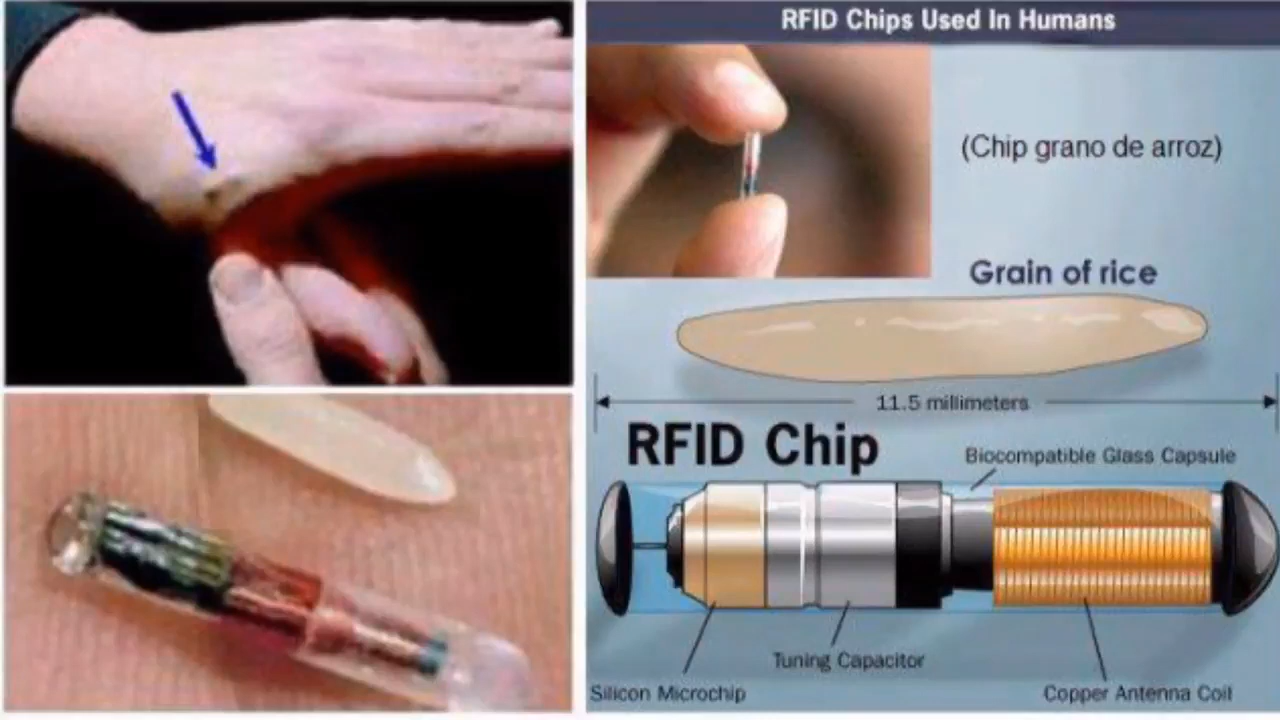 RFID Chips Used In Humans
(Chip grano de arroz)
Grain of rice
11.5 millimeters
RFID Chip
Biocompatible Glass Capsule
Tuning Capacitor
Silicon Microchip
Copper Antenna Coil